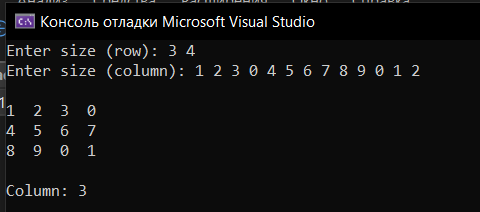 Консоль отладки Microsoft Visual Studio
Enter size (row): 3 4
Enter size (column): 1 2 3 0 4 5 6 7 8 9 0 1 2
1 2 3 0
4 5 6 7
8 9 0 1
Column: 3